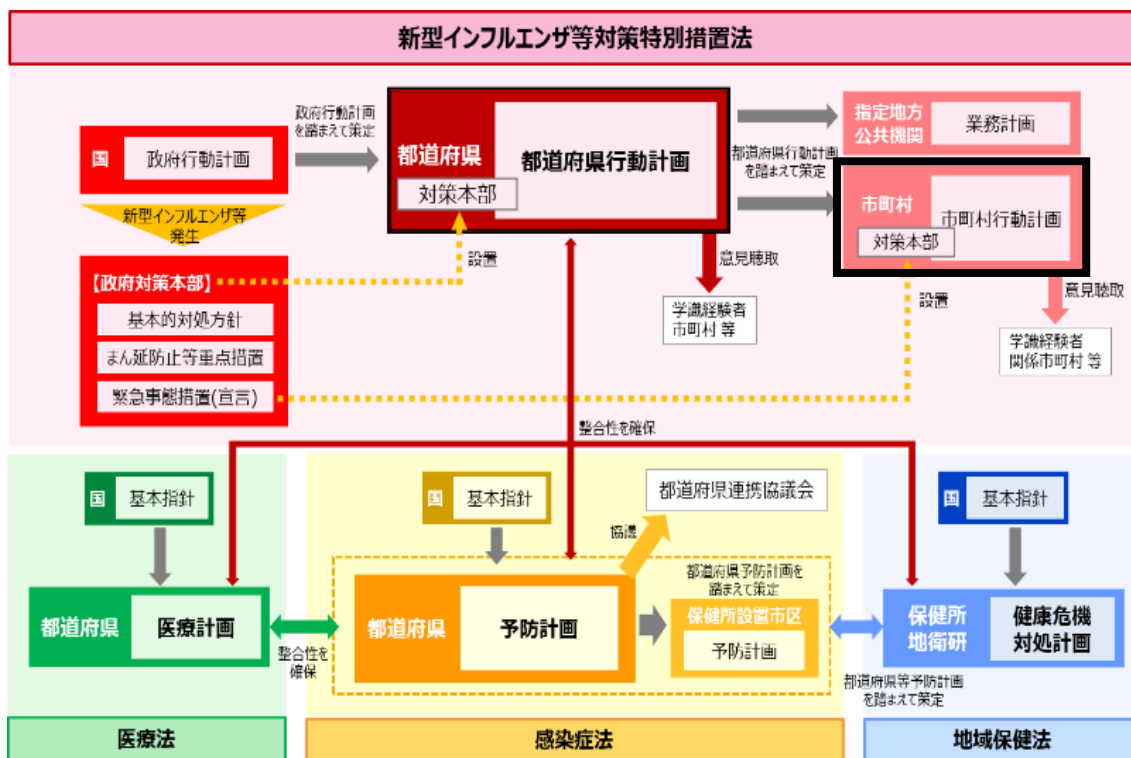 新型インフルエンザ等対策特別措置法
国
政府行動計画
政府行動計画
を踏まえて策定
都道府県
対策本部
都道府県行動計画
都道府県行動計画
を踏まえて策定
指定地方
公共機関
業務計画
市町村
対策本部
市町村行動計画
新型インフルエンザ等
発生
設置
意見聴取
学識経験者
市町村 等
設置
意見聴取
学識経験者
関係市町村 等
【政府対策本部】
基本的対処方針
まん延防止等重点措置
緊急事態措置(宣言)
整合性を確保
国
基本指針
都道府県
医療計画
整合性を
確保
医療法
国
基本指針
協議
都道府県連携協議会
都道府県
予防計画
都道府県予防計画を
踏まえて策定
保健所設置市区
予防計画
感染症法
国
基本指針
保健所
地衛研
健康危機
対処計画
都道府県等予防計画
を踏まえて策定
地域保健法